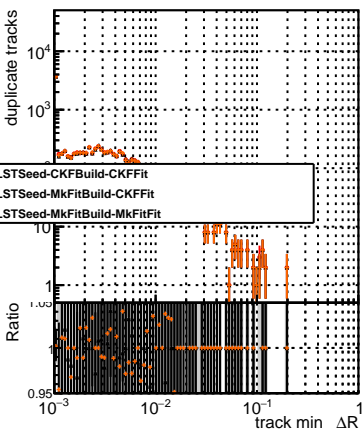 duplicate tracks
10⁴
10³
LSTSeed-CKFBuild-CKFFit
LSTSeed-MkFitBuild-CKFFit
LSTSeed-MkFitBuild-MkFitFit
10
1
Ratio
1.05
1
0.95
10⁻³ 10⁻² 10⁻¹ 1
track min ΔR